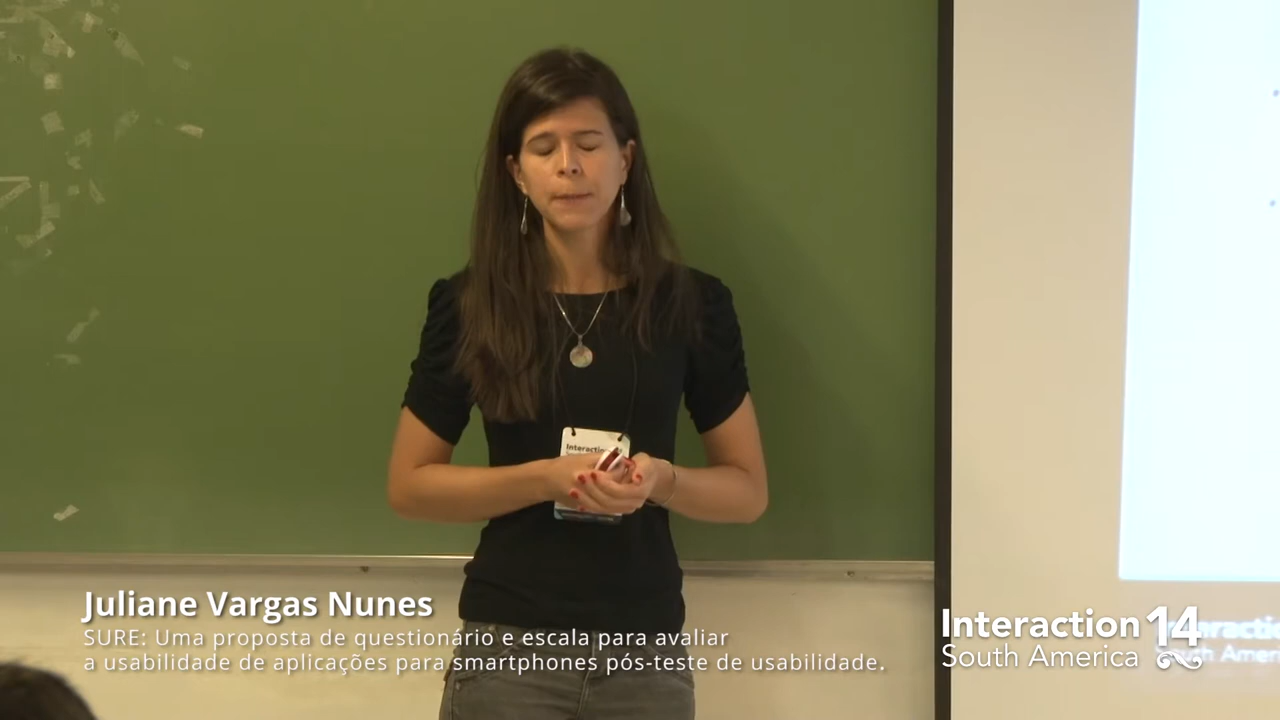 Interaction
Juliane Vargas Nunes
SURE: Uma proposta de questionário e escala para avaliar
a usabilidade de aplicações para smartphones pós-teste de usabilidade.
Interaction 14
South America